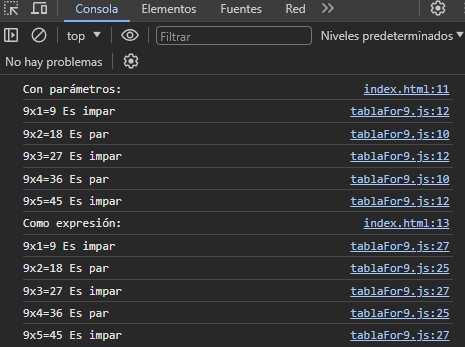 Consola Elementos Fuentes Red
top Filtrar Niveles predeterminados
No hay problemas
Con parámetros: index.html:11
9x1=9 Es impar tablaFor9.js:12
9x2=18 Es par tablaFor9.js:10
9x3=27 Es impar tablaFor9.js:12
9x4=36 Es par tablaFor9.js:10
9x5=45 Es impar tablaFor9.js:12
Como expresión: index.html:13
9x1=9 Es impar tablaFor9.js:27
9x2=18 Es par tablaFor9.js:25
9x3=27 Es impar tablaFor9.js:27
9x4=36 Es par tablaFor9.js:25
9x5=45 Es impar tablaFor9.js:27